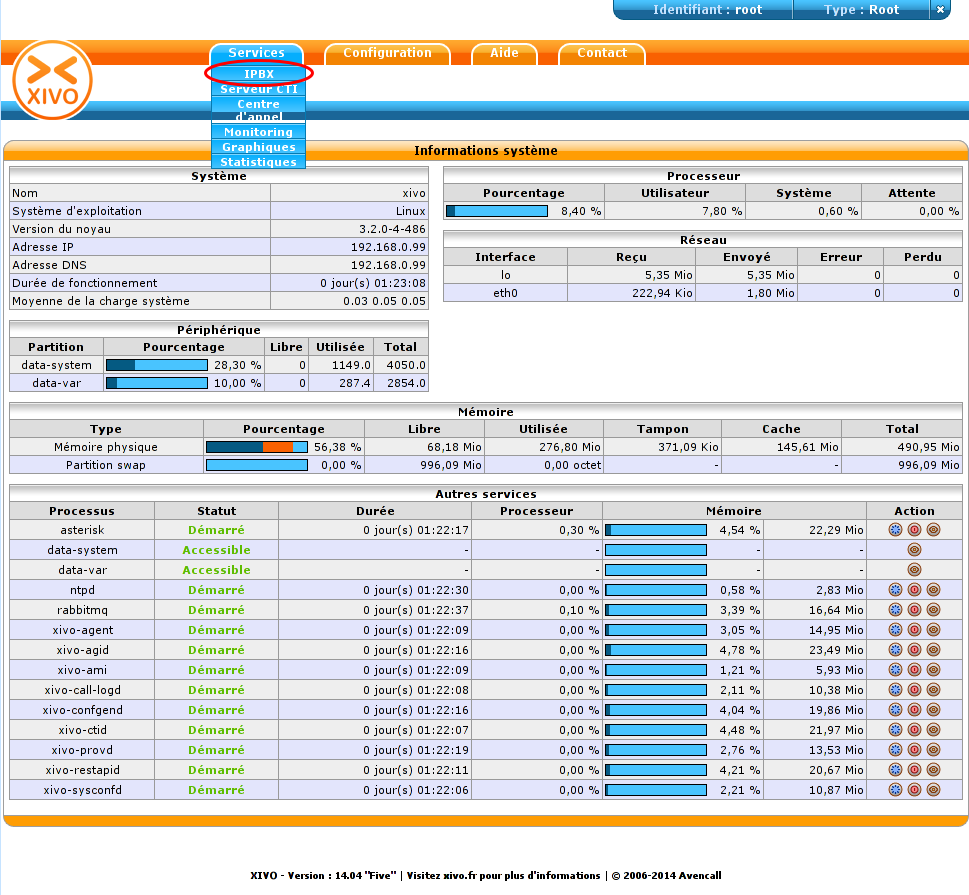 Identifiant : root Type : Root ×
Services Configuration Aide Contact
XIVO
IPBX
Serveur CTI
Centre
d'appel
Monitoring
Graphiques
Statistiques
Informations système
Système
Nom xivo
Système d'exploitation Linux
Version du noyau 3.2.0-4-486
Adresse IP 192.168.0.99
Adresse DNS 192.168.0.99
Durée de fonctionnement 0 jour(s) 01:23:08
Moyenne de la charge système 0.03 0.05 0.05
Processeur
Pourcentage Utilisateur Système Attente
8,40 % 7,80 % 0,60 % 0,00 %
Réseau
Interface Reçu Envoyé Erreur Perdu
lo 5,35 Mio 5,35 Mio 0 0
eth0 222,94 Kio 1,80 Mio 0 0
Périphérique
Partition Pourcentage Libre Utilisée Total
data-system 28,30 % 0 1149.0 4050.0
data-var 10,00 % 0 287.4 2854.0
Mémoire
Type Pourcentage Libre Utilisée Tampon Cache Total
Mémoire physique 56,38 % 68,18 Mio 276,80 Mio 371,09 Kio 145,61 Mio 490,95 Mio
Partition swap 0,00 % 996,09 Mio 0,00 octet - - 996,09 Mio
Autres services
Processus Statut Durée Processeur Mémoire Action
asterisk Démarré 0 jour(s) 01:22:17 0,30 % 4,54 % 22,29 Mio
data-system Accessible - - - -
data-var Accessible - - - -
ntpd Démarré 0 jour(s) 01:22:30 0,00 % 0,58 % 2,83 Mio
rabbitmq Démarré 0 jour(s) 01:22:37 0,10 % 3,39 % 16,64 Mio
xivo-agent Démarré 0 jour(s) 01:22:09 0,00 % 3,05 % 14,95 Mio
xivo-agid Démarré 0 jour(s) 01:22:16 0,00 % 4,78 % 23,49 Mio
xivo-ami Démarré 0 jour(s) 01:22:09 0,00 % 1,21 % 5,93 Mio
xivo-call-logd Démarré 0 jour(s) 01:22:08 0,00 % 2,11 % 10,38 Mio
xivo-confgend Démarré 0 jour(s) 01:22:16 0,00 % 4,04 % 19,86 Mio
xivo-ctid Démarré 0 jour(s) 01:22:07 0,00 % 4,48 % 21,97 Mio
xivo-provd Démarré 0 jour(s) 01:22:19 0,00 % 2,76 % 13,53 Mio
xivo-restapid Démarré 0 jour(s) 01:22:11 0,00 % 4,21 % 20,67 Mio
xivo-sysconfd Démarré 0 jour(s) 01:22:06 0,00 % 2,21 % 10,87 Mio
XIVO - Version : 14.04 "Five" | Visitez xivo.fr pour plus d'informations | © 2006-2014 Avencall